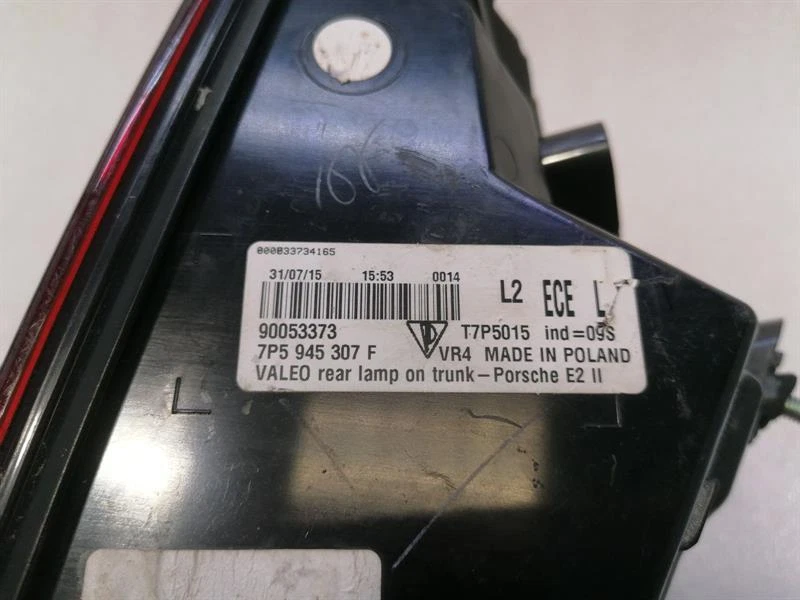 800B33734165
31/07/15 15:53 0014
L2 ECE L
90053373 T7P5015 ind=09S
7P5 945 307 F VR4 MADE IN POLAND
VALEO rear lamp on trunk-Porsche E2 II